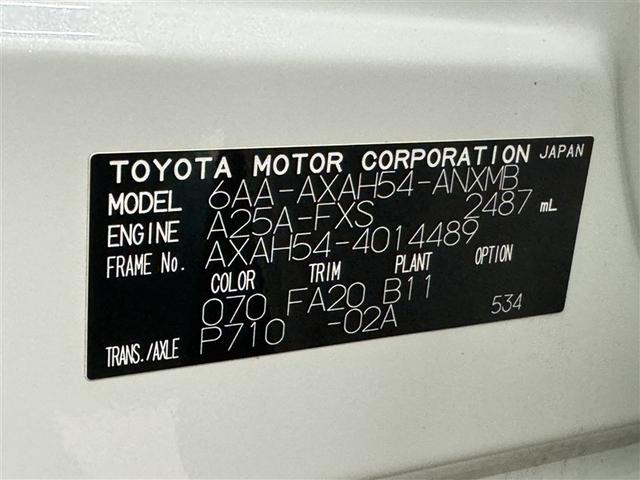 TOYOTA MOTOR CORPORATION JAPAN
MODEL 6AA-AXAH54-ANXMB
ENGINE A25A-FXS 2487 mL
FRAME No. AXAH54-4014489
COLOR TRIM PLANT OPTION
070 FA20 B11 534
TRANS./AXLE P710 -02A